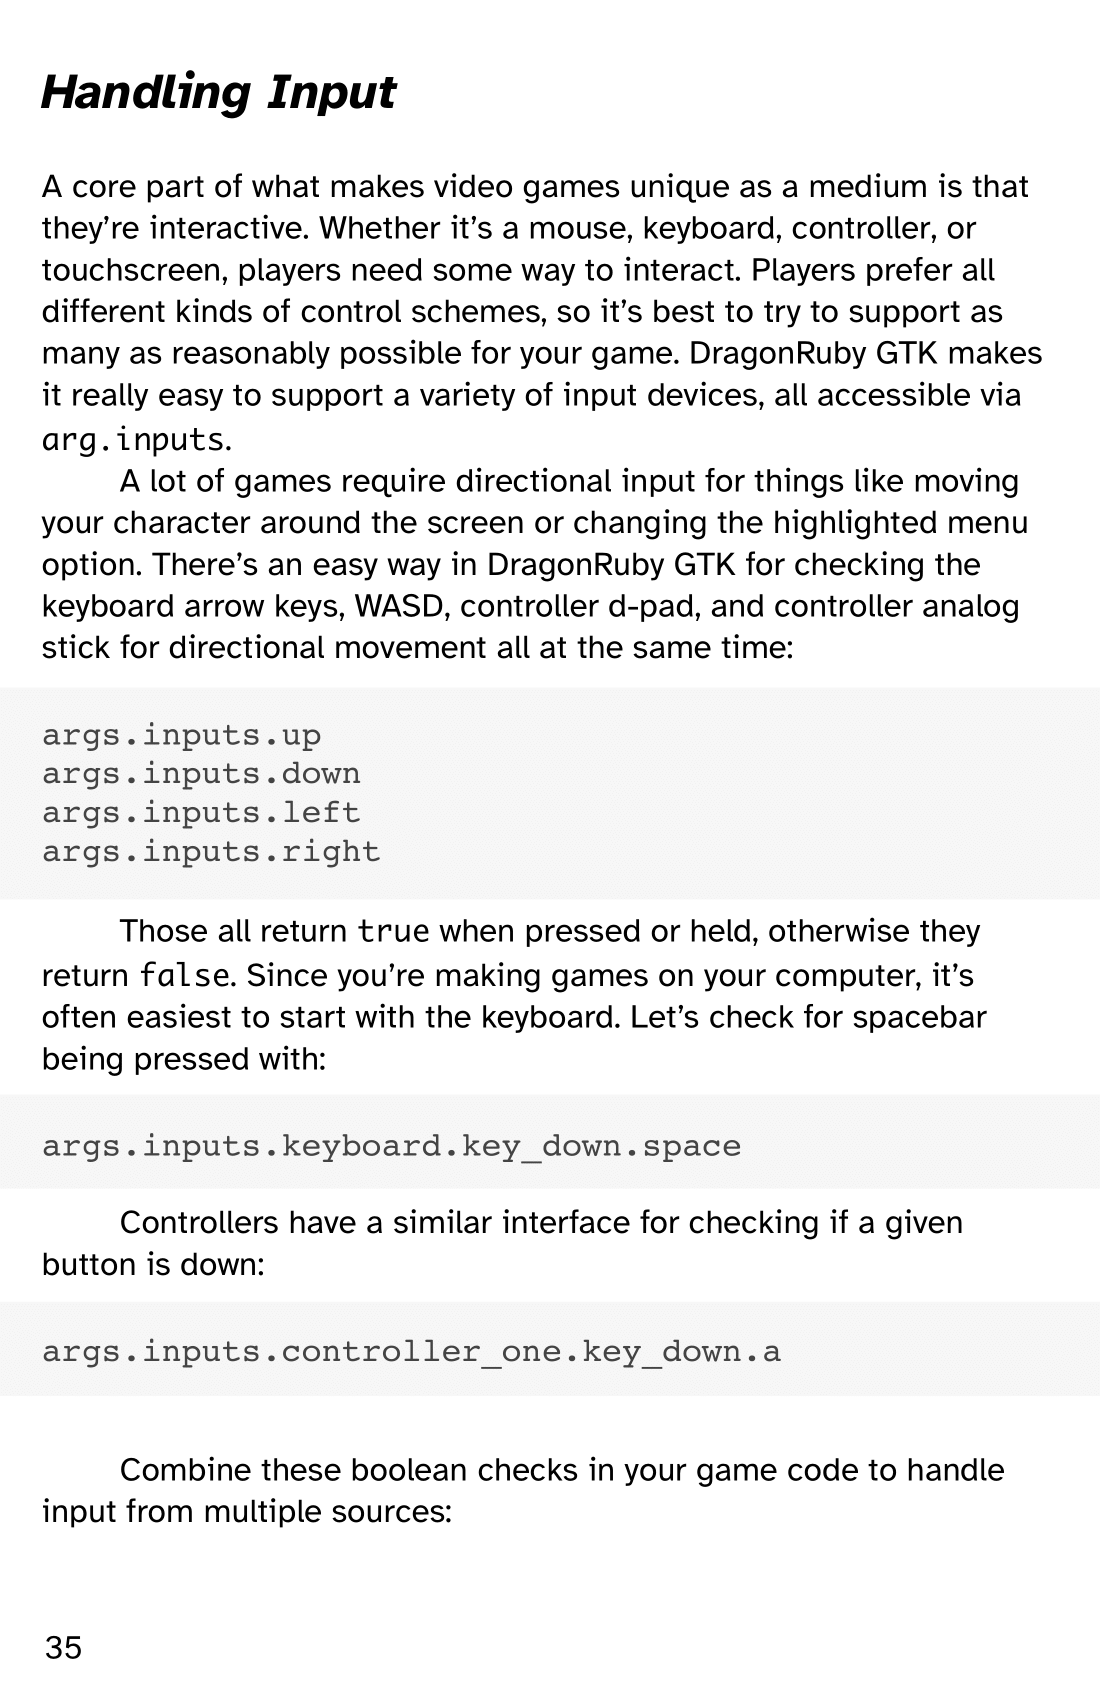 Handling Input
A core part of what makes video games unique as a medium is that
they’re interactive. Whether it’s a mouse, keyboard, controller, or
touchscreen, players need some way to interact. Players prefer all
different kinds of control schemes, so it’s best to try to support as
many as reasonably possible for your game. DragonRuby GTK makes
it really easy to support a variety of input devices, all accessible via
arg.inputs.
A lot of games require directional input for things like moving
your character around the screen or changing the highlighted menu
option. There’s an easy way in DragonRuby GTK for checking the
keyboard arrow keys, WASD, controller d-pad, and controller analog
stick for directional movement all at the same time:
args.inputs.up
args.inputs.down
args.inputs.left
args.inputs.right
Those all return true when pressed or held, otherwise they
return false. Since you’re making games on your computer, it’s
often easiest to start with the keyboard. Let’s check for spacebar
being pressed with:
args.inputs.keyboard.key_down.space
Controllers have a similar interface for checking if a given
button is down:
args.inputs.controller_one.key_down.a
Combine these boolean checks in your game code to handle
input from multiple sources:
35